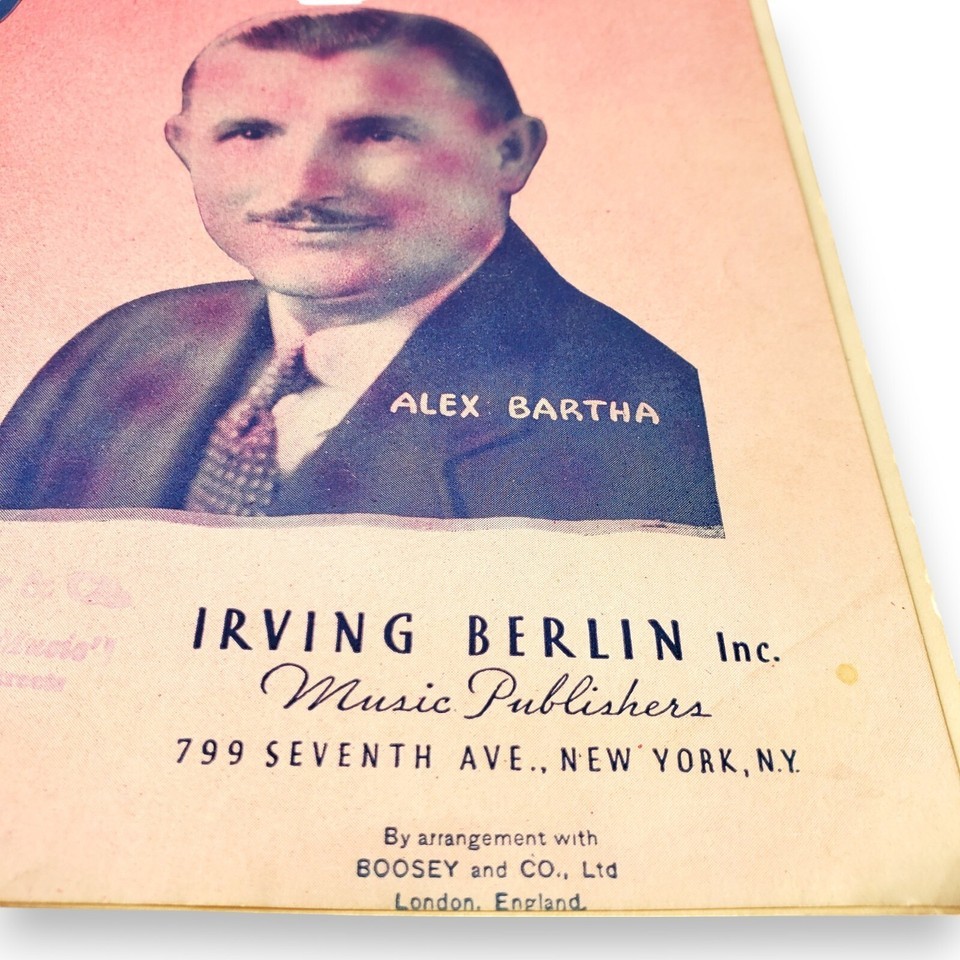 ALEX BARTHA
IRVING BERLIN Inc.
Music Publishers
799 SEVENTH AVE., NEW YORK, N.Y.
By arrangement with
BOOSEY and CO., Ltd
London, England.
Music"